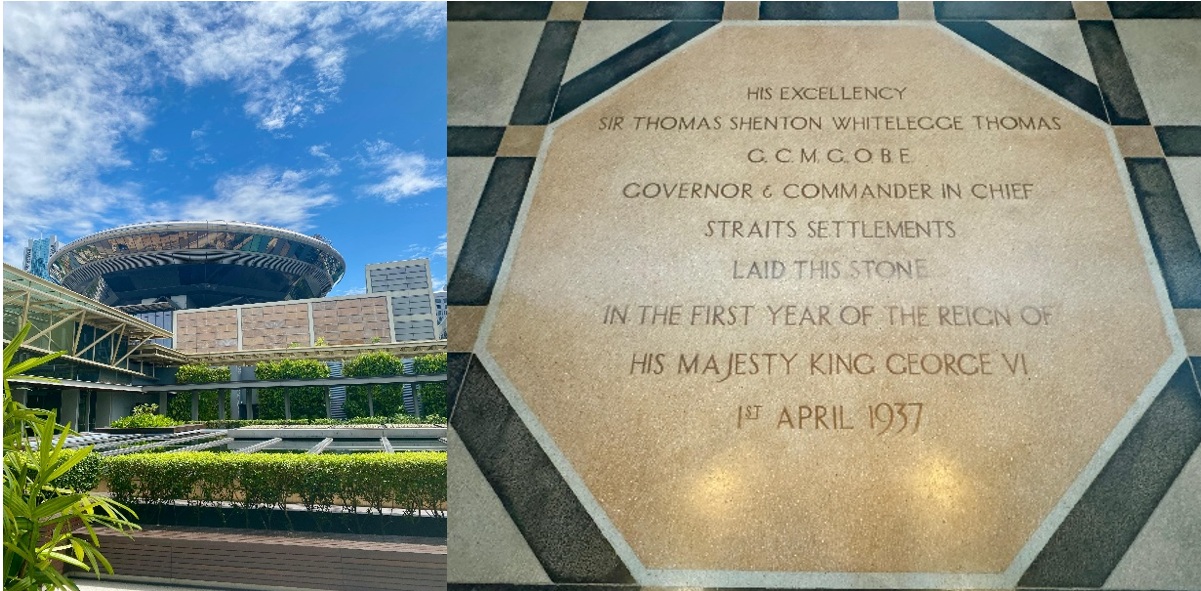 HIS EXCELLENCY
SIR THOMAS SHENTON WHITELEGGE THOMAS
G.C.M.G.O.B.E.
GOVERNOR & COMMANDER IN CHIEF
STRAITS SETTLEMENTS
LAID THIS STONE
IN THE FIRST YEAR OF THE REIGN OF
HIS MAJESTY KING GEORGE VI
1ST APRIL 1937